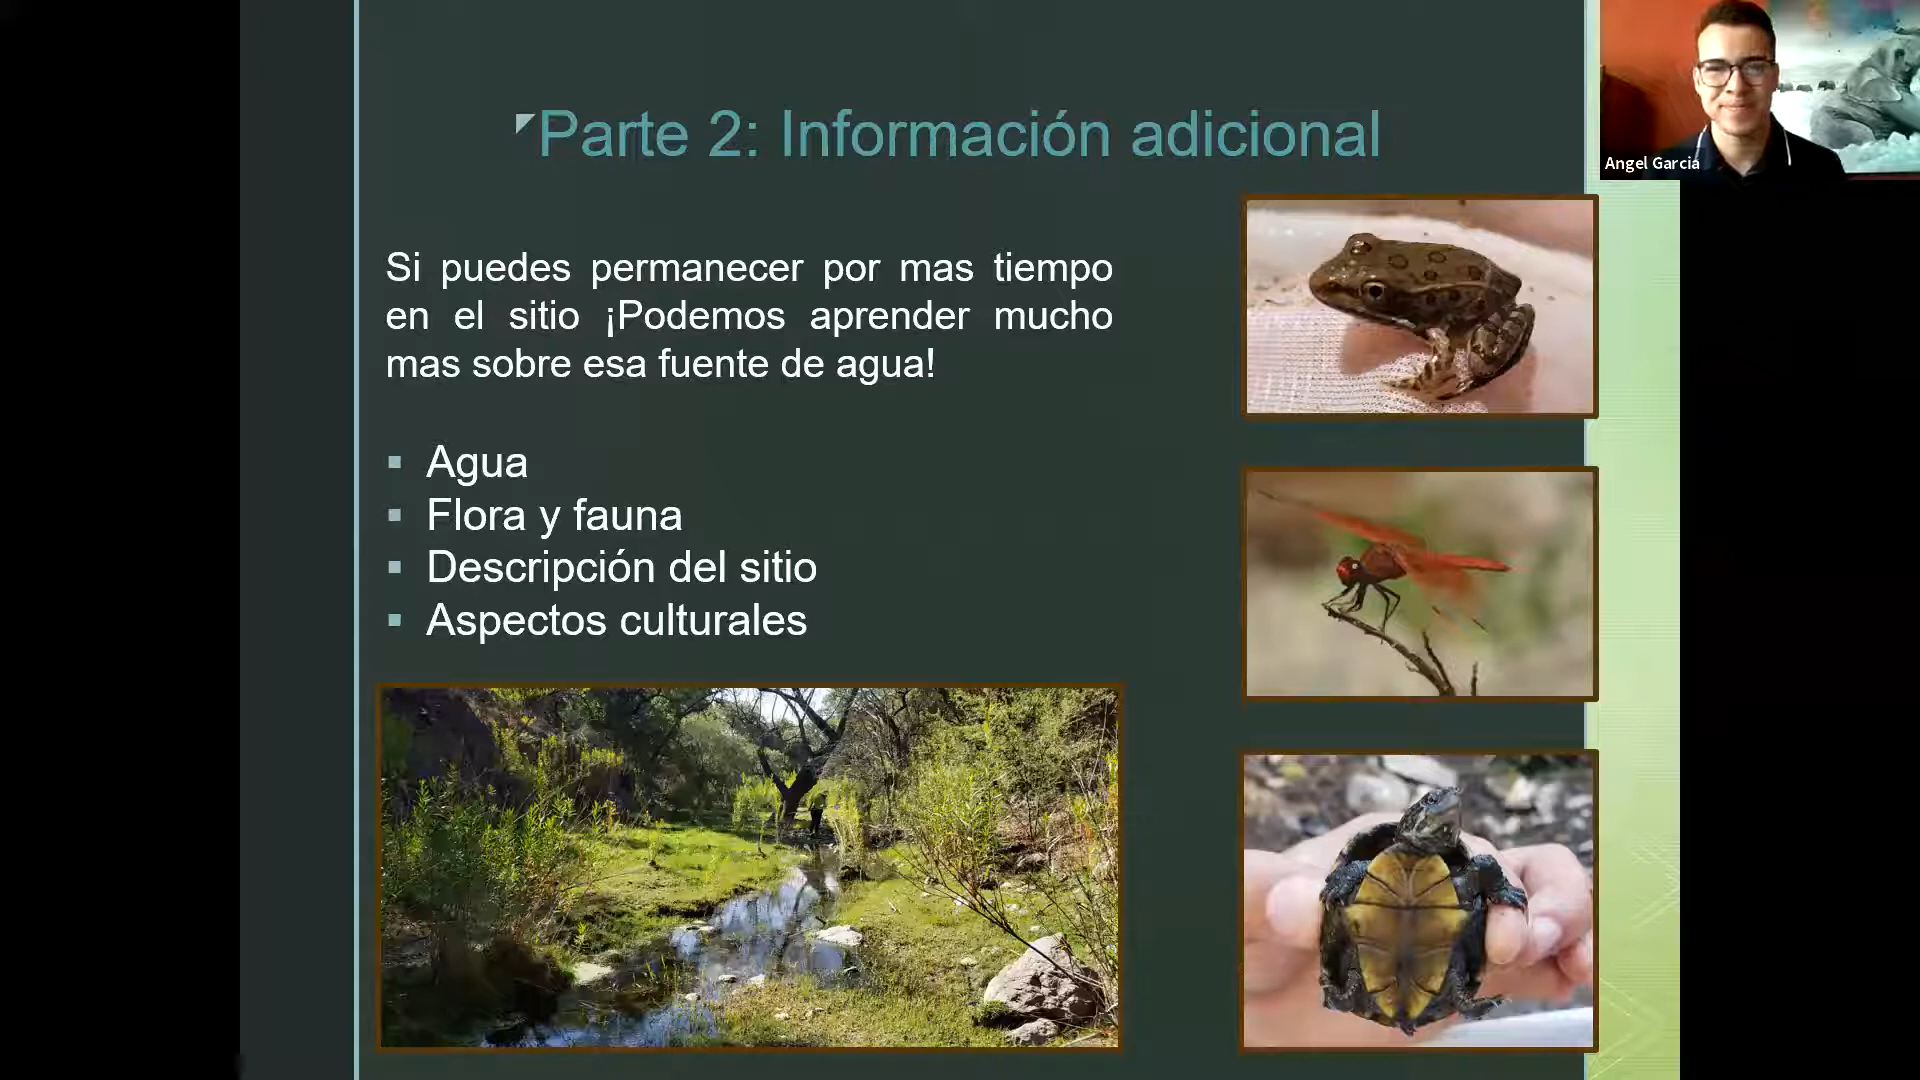 Parte 2: Información adicional
Angel Garcia
Si puedes permanecer por mas tiempo
en el sitio ¡Podemos aprender mucho
mas sobre esa fuente de agua!
Agua
Flora y fauna
Descripción del sitio
Aspectos culturales